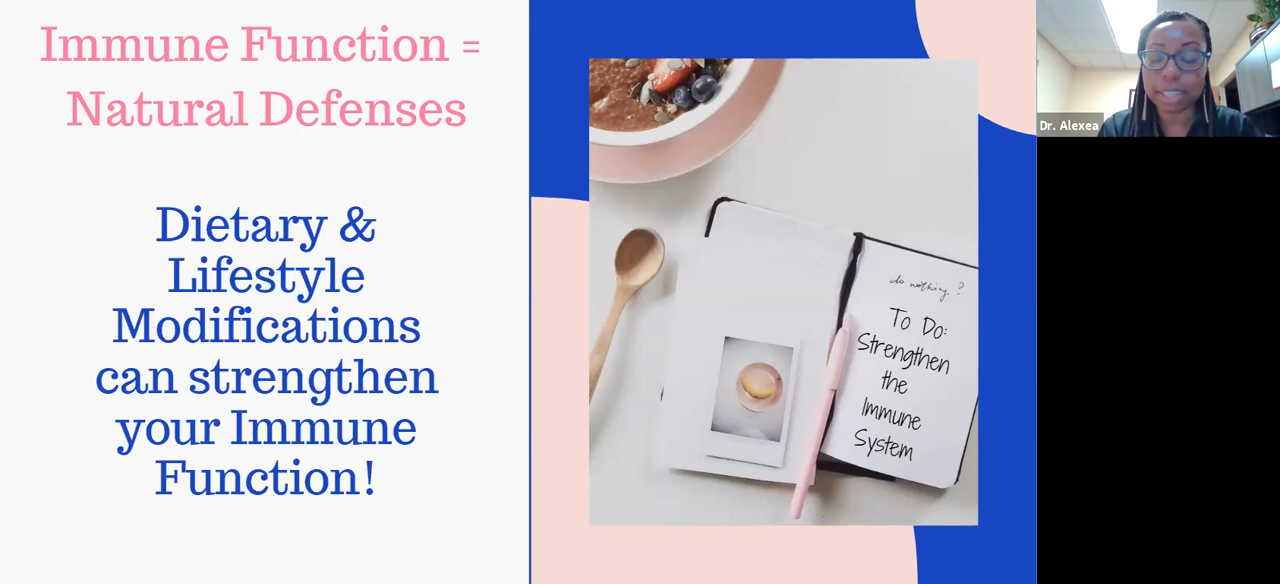 Immune Function =
Natural Defenses
Dietary &
Lifestyle
Modifications
can strengthen
your Immune
Function!
do nothing ?
To Do:
Strengthen
the
Immune
System
Dr. Alexea